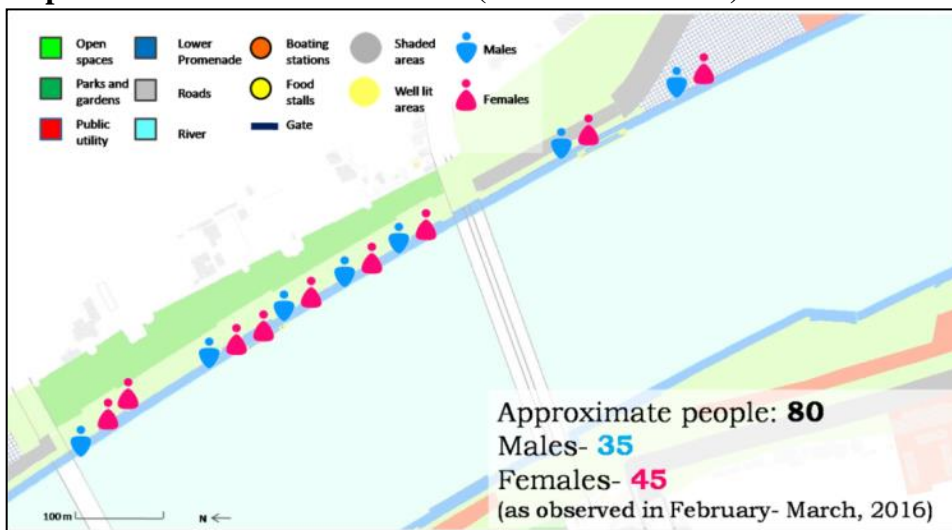 Open spaces
Lower Promenade
Boating stations
Shaded areas
Males
Parks and gardens
Roads
Food stalls
Well lit areas
Females
Public utility
River
Gate
Approximate people: 80
Males- 35
Females- 45
(as observed in February- March, 2016)
100 m
N ←